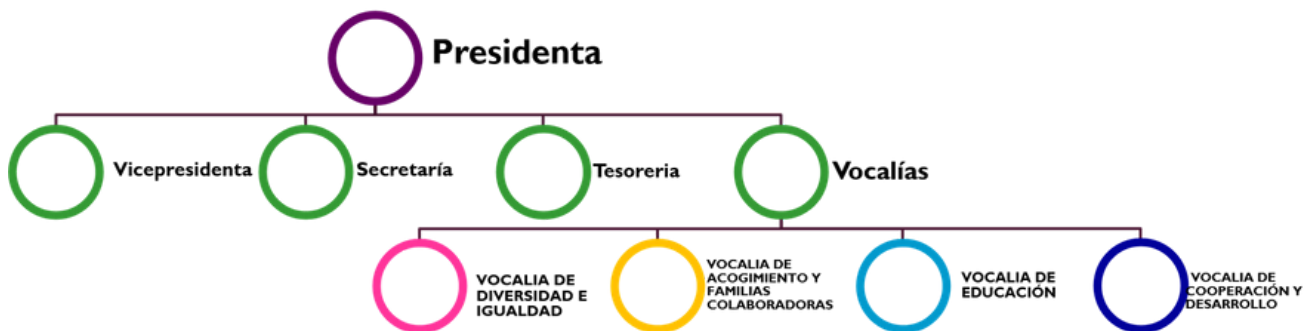 Presidenta
Vicepresidenta
Secretaría
Tesoreria
Vocalías
VOCALIA DE
DIVERSIDAD E
IGUALDAD
VOCALIA DE
ACOGIMIENTO Y
FAMILIAS
COLABORADORAS
VOCALIA DE
EDUCACIÓN
VOCALIA DE
COOPERACIÓN Y
DESARROLLO